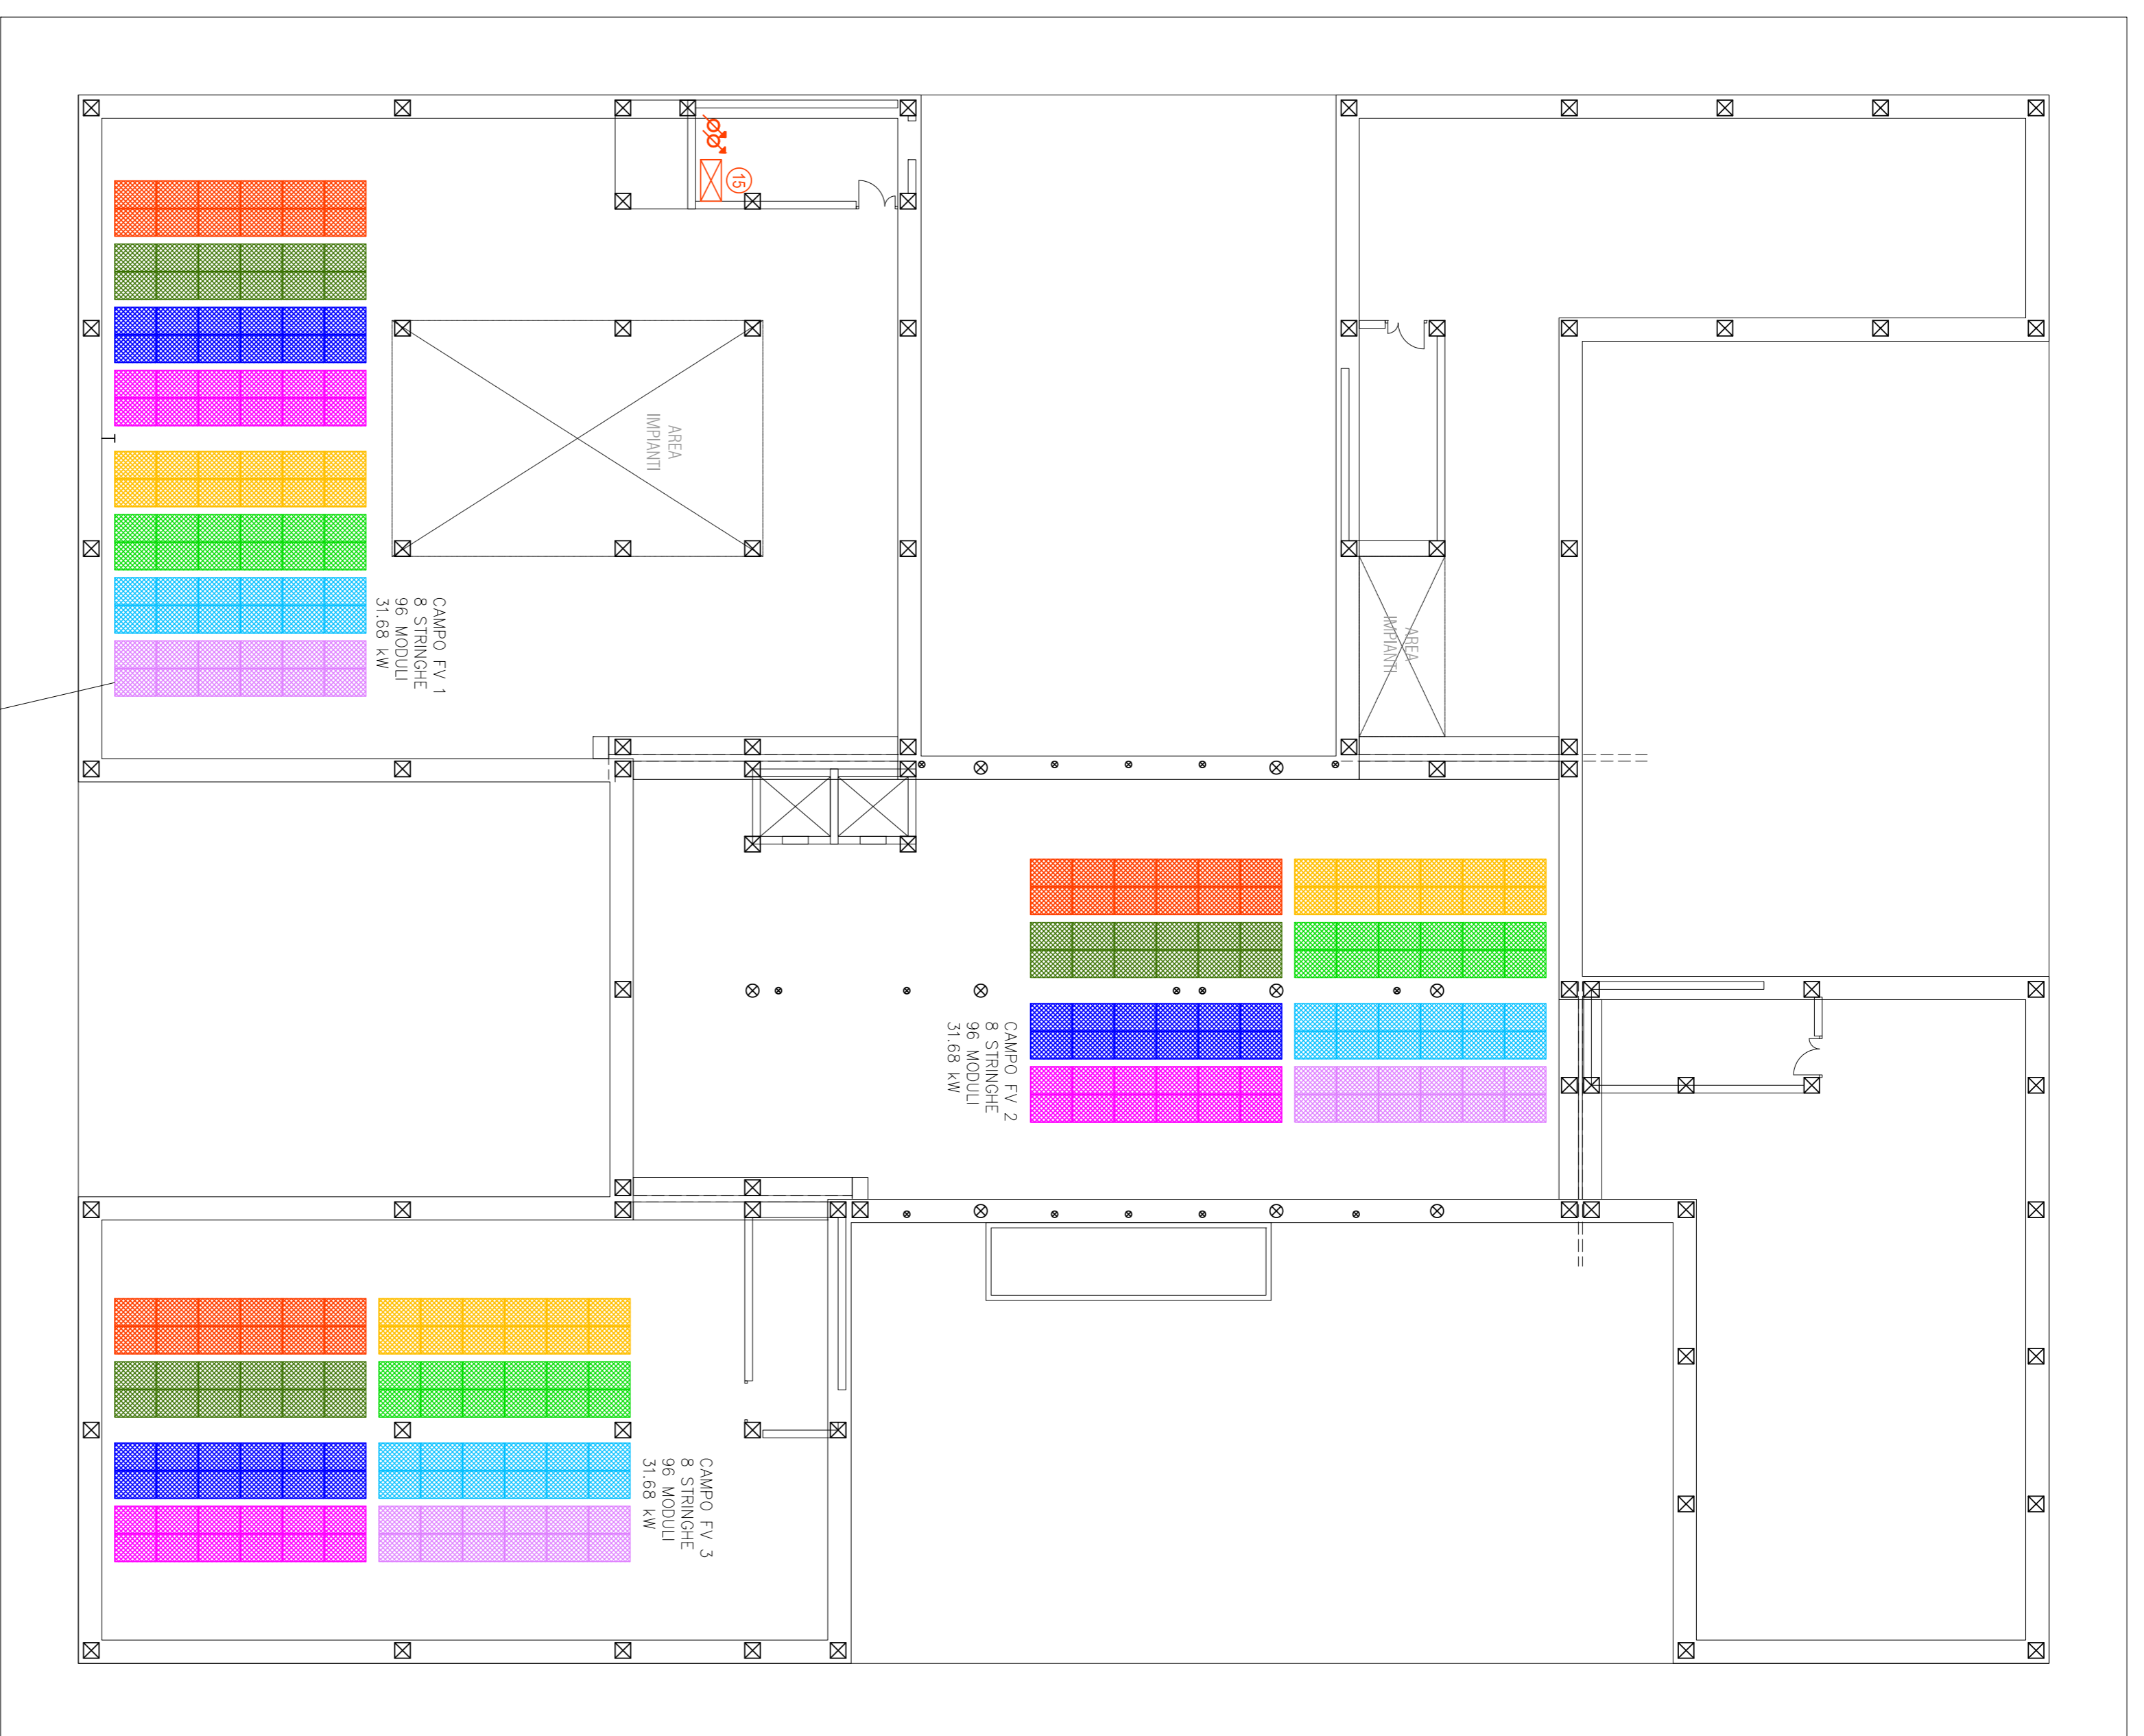 15
AREA
IMPIANTI
AREA
IMPIANTI
CAMPO FV 1
8 STRINGHE
96 MODULI
31.68 kW
CAMPO FV 2
8 STRINGHE
96 MODULI
31.68 kW
CAMPO FV 3
8 STRINGHE
96 MODULI
31.68 kW